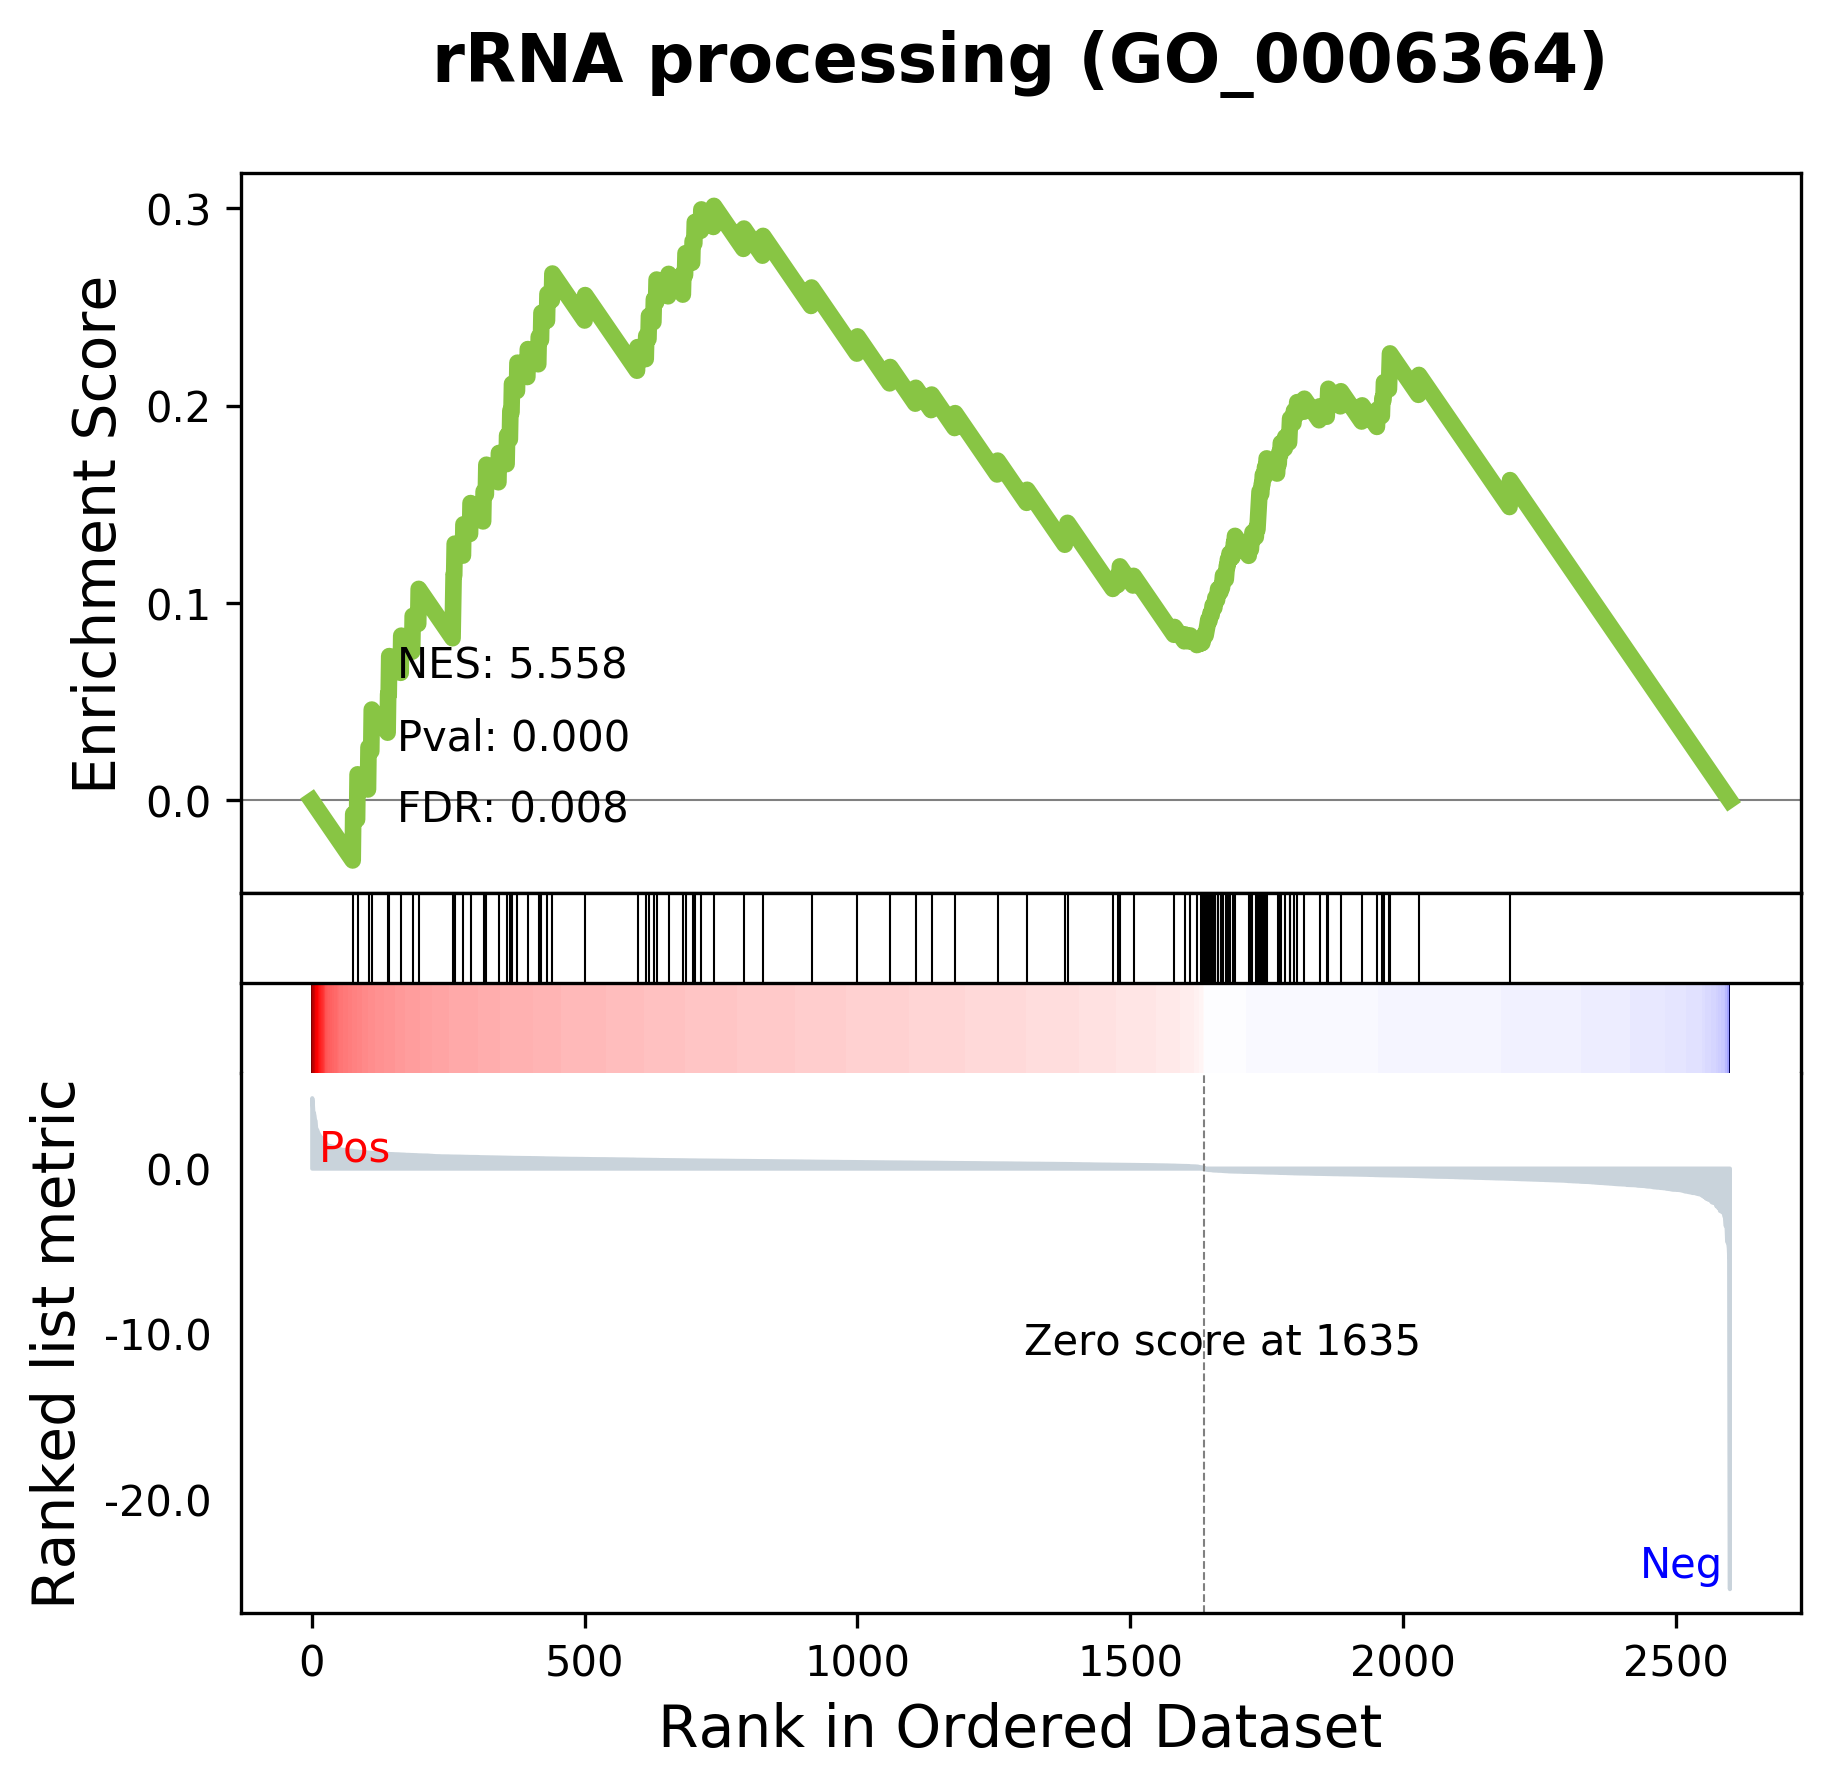 rRNA processing (GO_0006364)
Enrichment Score
0.3
0.2
0.1
0.0
NES: 5.558
Pval: 0.000
FDR: 0.008
Ranked list metric
0.0
-10.0
-20.0
Pos
Zero score at 1635
Neg
0 500 1000 1500 2000 2500
Rank in Ordered Dataset